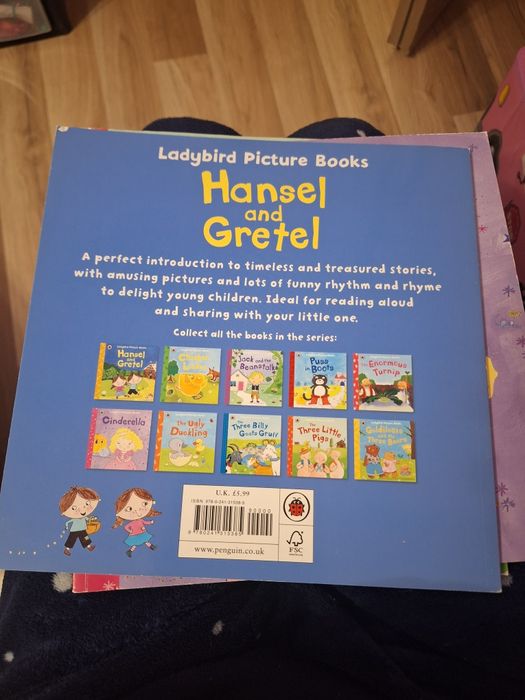 Ladybird Picture Books
Hansel
and
Gretel
A perfect introduction to timeless and treasured stories,
with amusing pictures and lots of funny rhythm and rhyme
to delight young children. Ideal for reading aloud
and sharing with your little one.
Collect all the books in the series:
Hansel and Gretel
Jack and the Beanstalk
Puss in Boots
The Enormous Turnip
Cinderella
The Ugly Duckling
The Three Billy Goats Gruff
The Three Little Pigs
Goldilocks and the Three Bears
U.K. £5.99
90000
www.penguin.co.uk
FSC